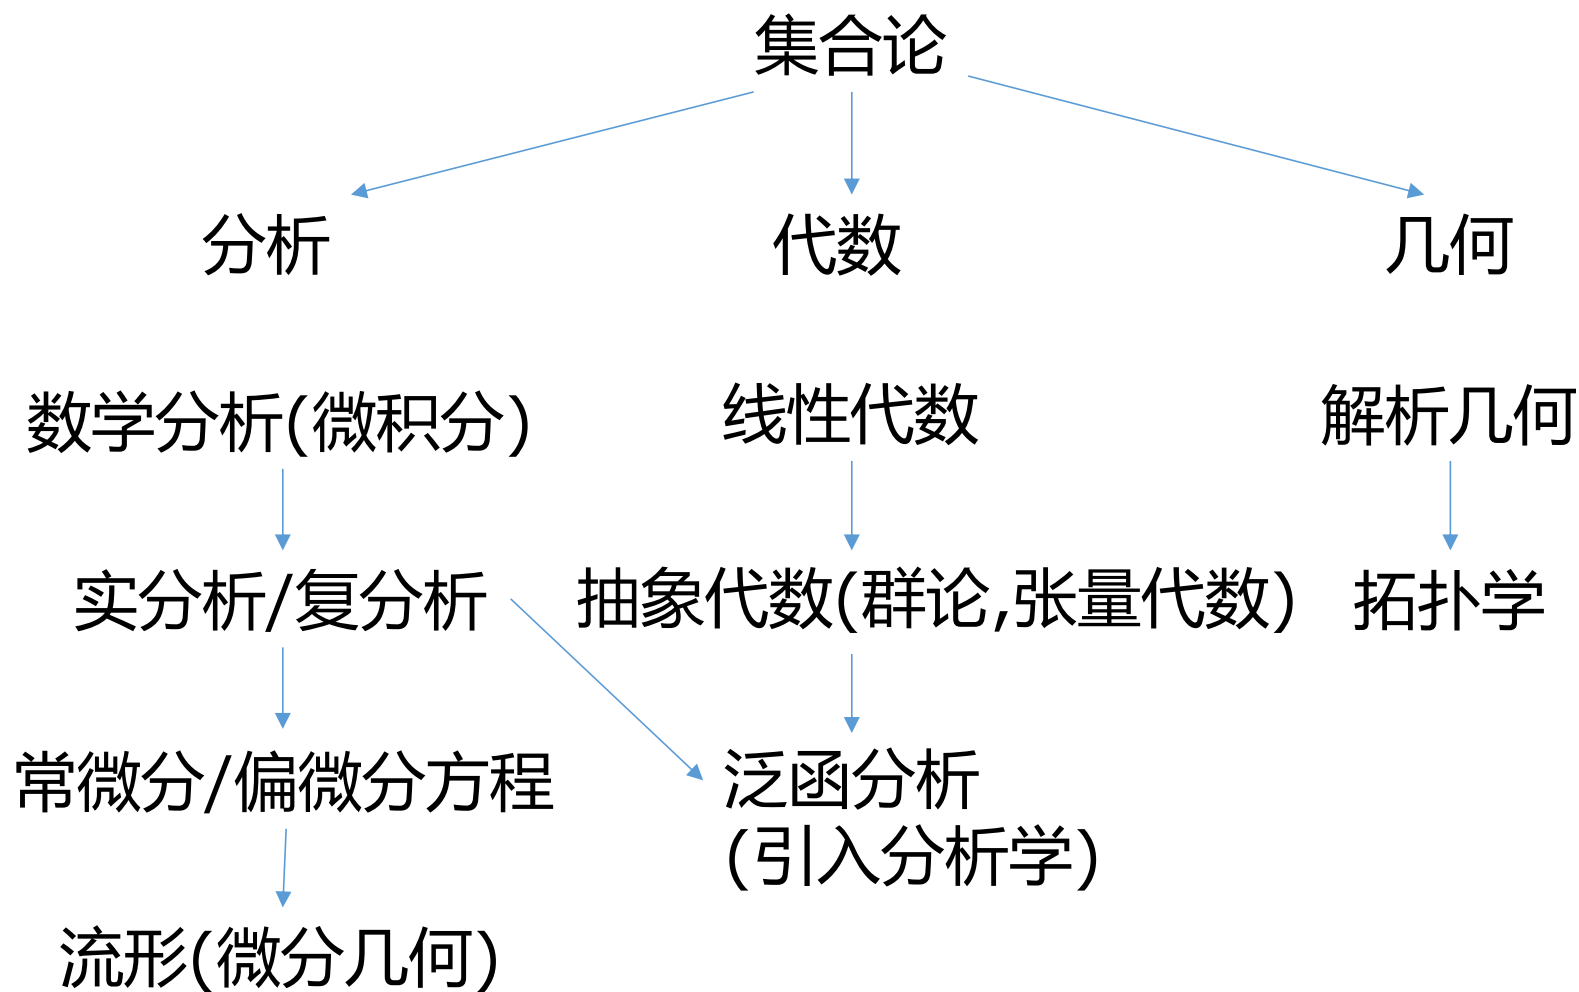 集合论
分析
代数
几何
数学分析(微积分)
线性代数
解析几何
实分析/复分析
抽象代数(群论,张量代数)
拓扑学
常微分/偏微分方程
泛函分析
(引入分析学)
流形(微分几何)